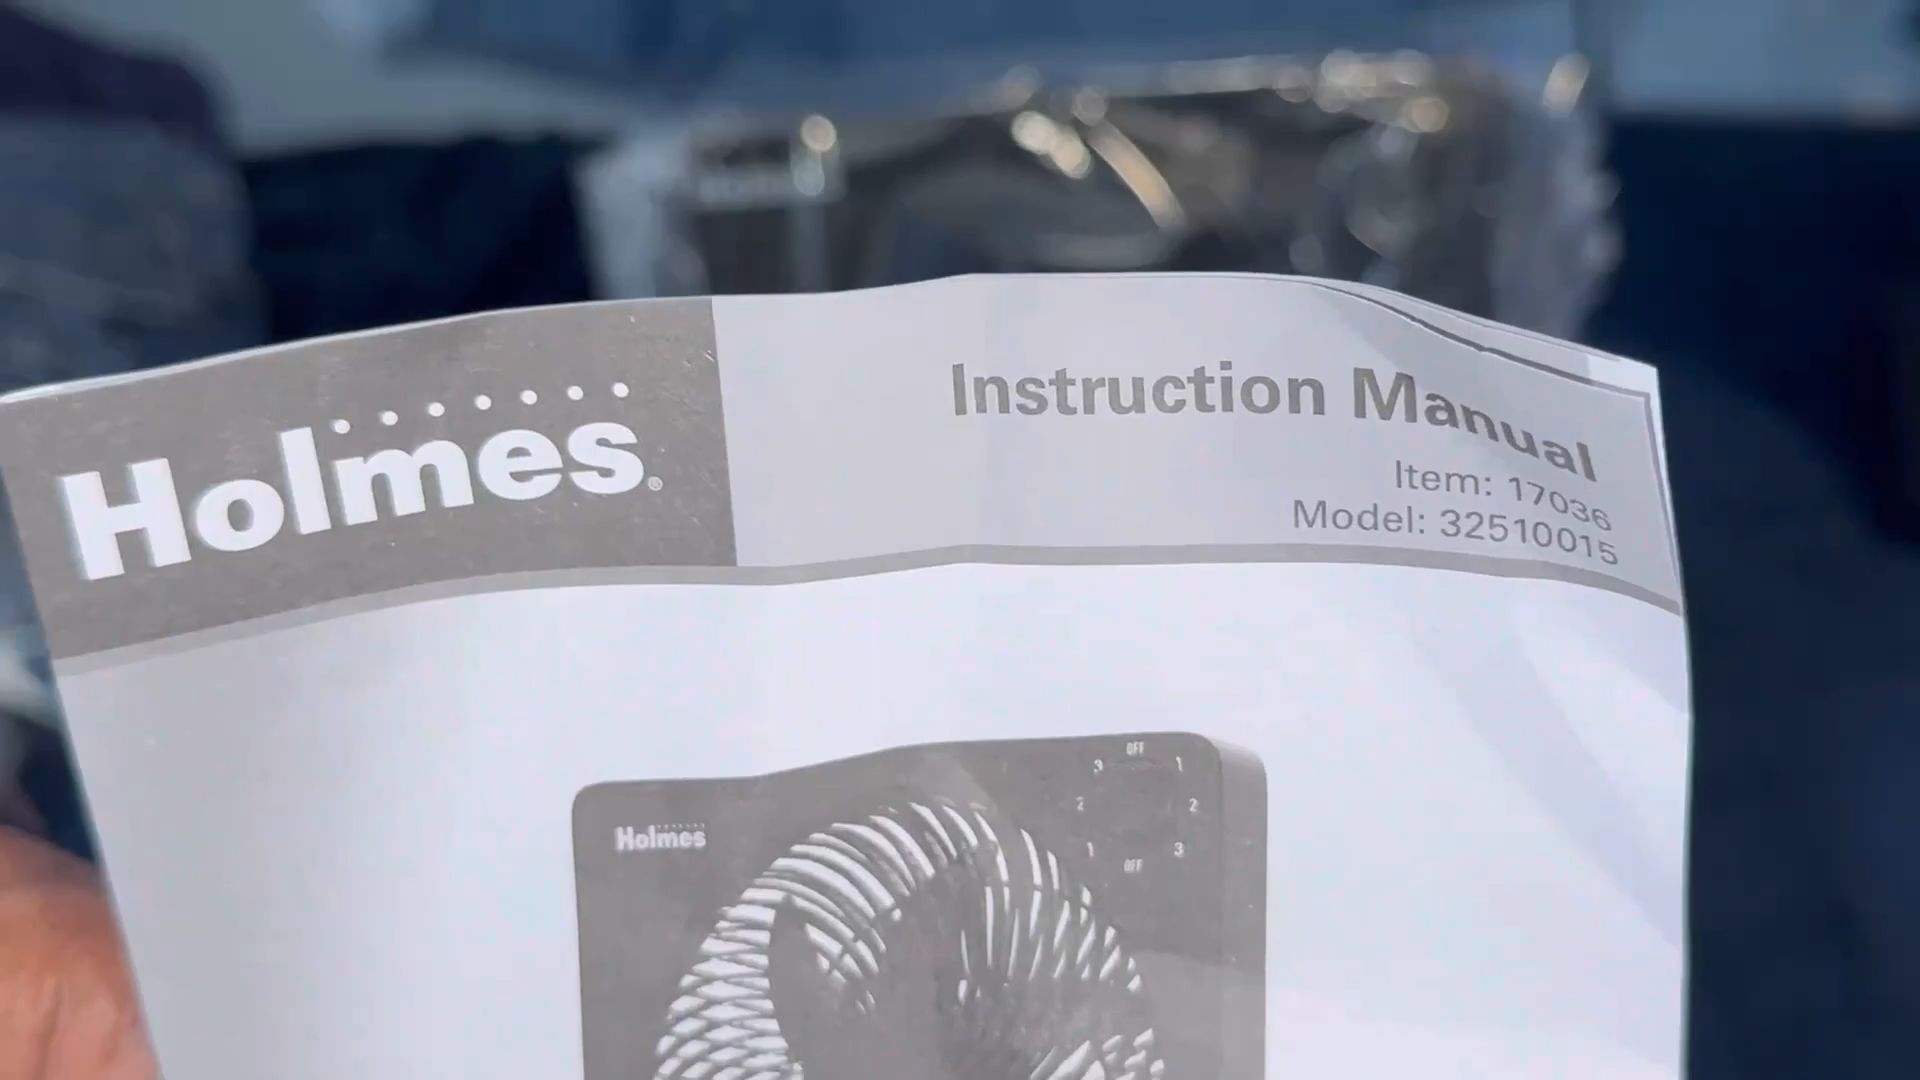 Holmes®
Instruction Manual
Item: 17036
Model: 32510015
OFF
3 1
2 2
1 3
OFF
Holmes